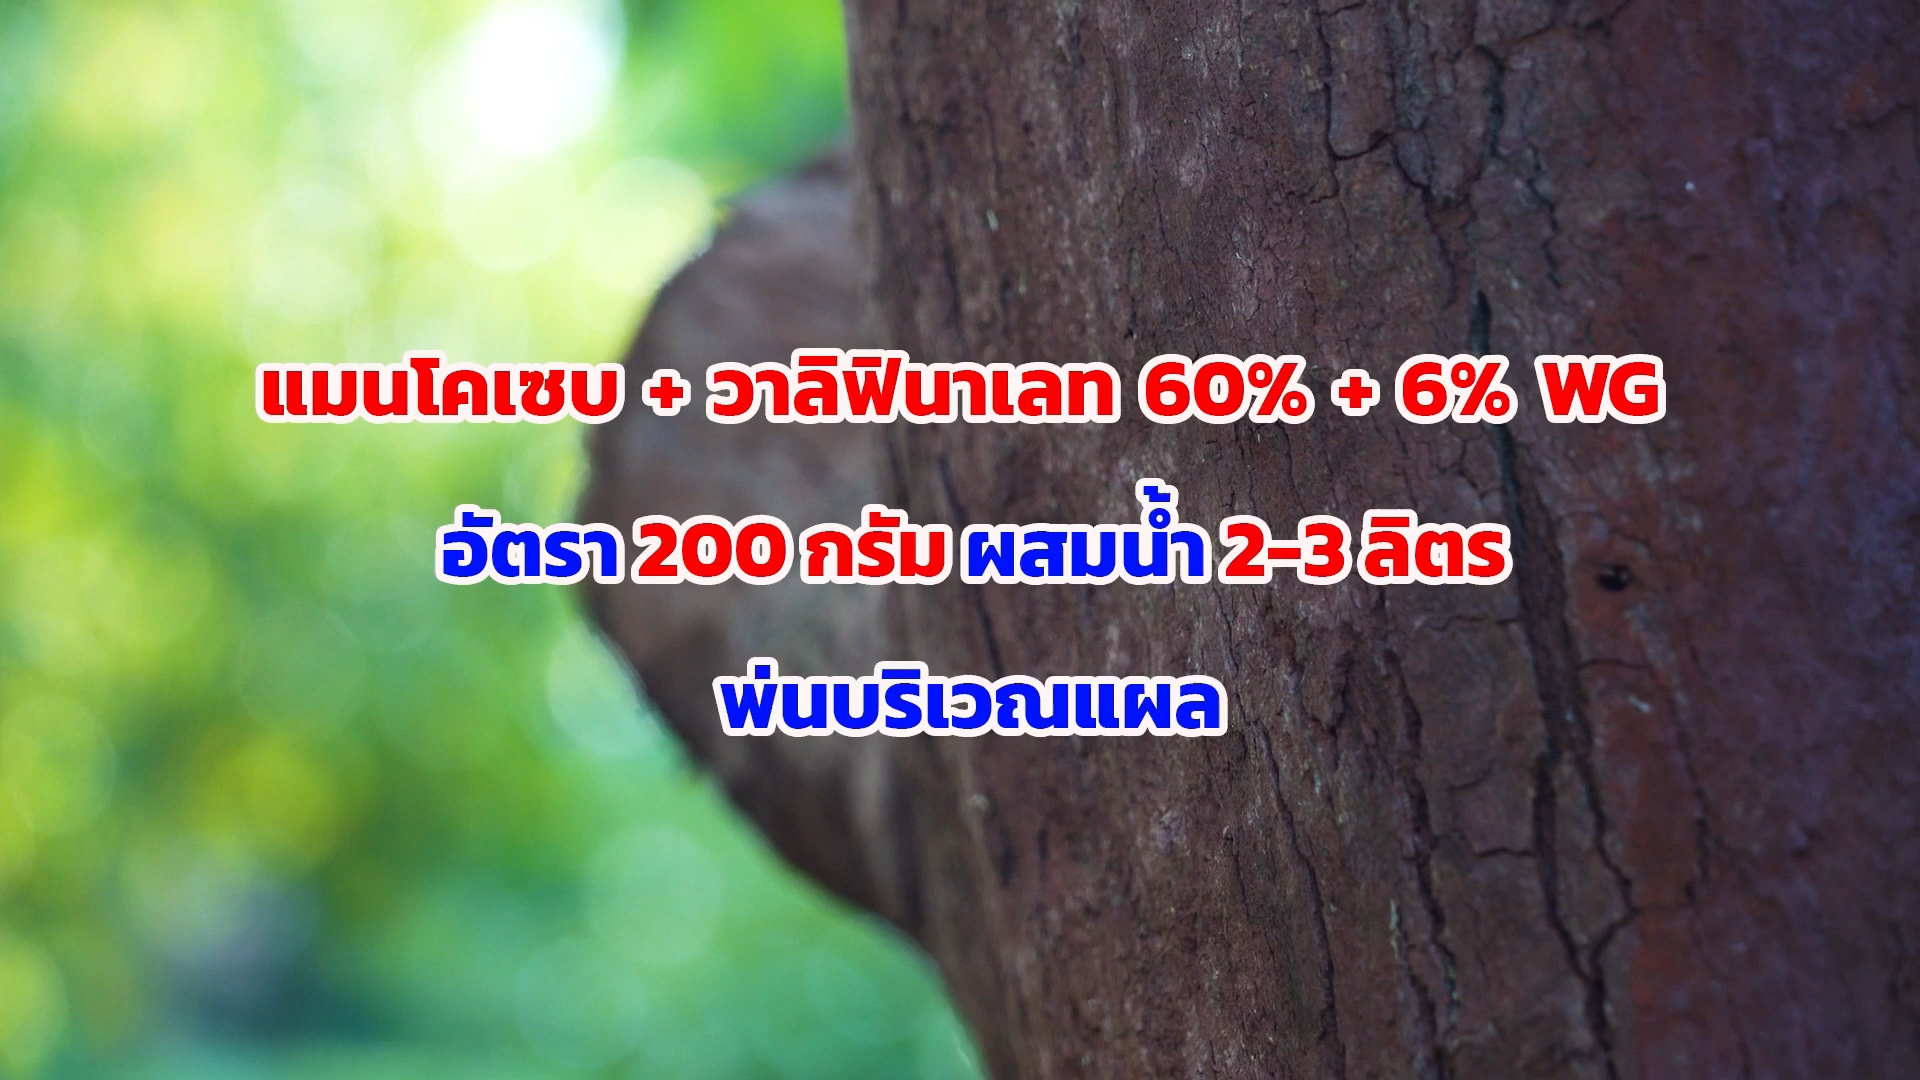 แมนโคเซบ + วาลิฟินาเลท 60% + 6% WG
อัตรา 200 กรัม ผสมน้ำ 2-3 ลิตร
พ่นบริเวณแผล